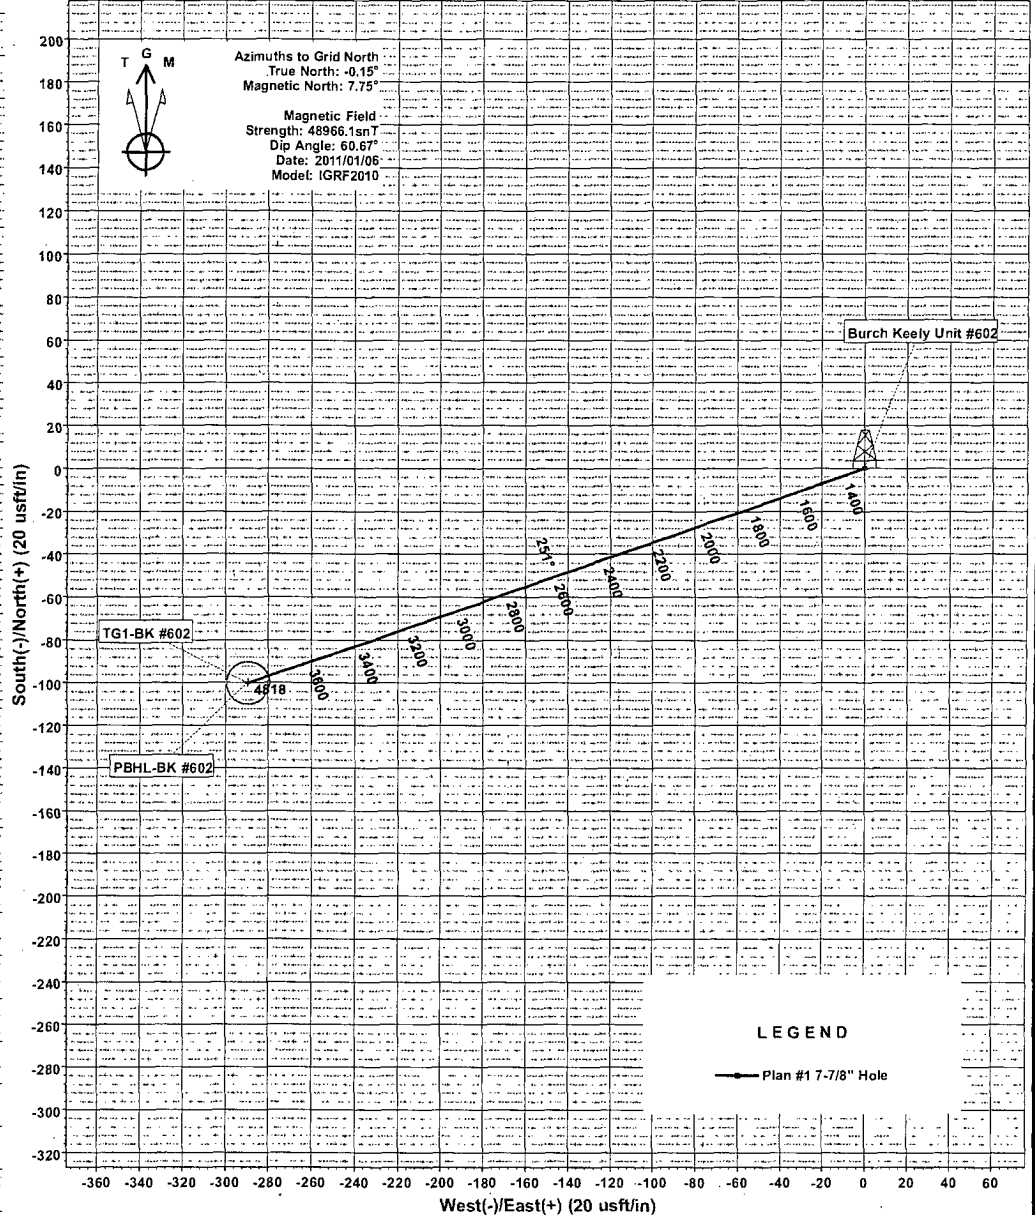 T G M
Azimuths to Grid North
True North: -0.15°
Magnetic North: 7.75°
Magnetic Field
Strength: 48966.1snT
Dip Angle: 60.67°
Date: 2011/01/06
Model: IGRF2010
South(-)/North(+) (20 usft/in)
200
180
160
140
120
100
80
60
40
20
0
-20
-40
-60
-80
-100
-120
-140
-160
-180
-200
-220
-240
-260
-280
-300
-320
Burch Keely Unit #602
1400
1600
1800
2000
2200
2400
251°
2600
2800
3000
3200
3400
3600
4818
TG1-BK #602
PBHL-BK #602
LEGEND
Plan #1 7-7/8" Hole
-360 -340 -320 -300 -280 -260 -240 -220 -200 -180 -160 -140 -120 -100 -80 -60 -40 -20 0 20 40 60
West(-)/East(+) (20 usft/in)